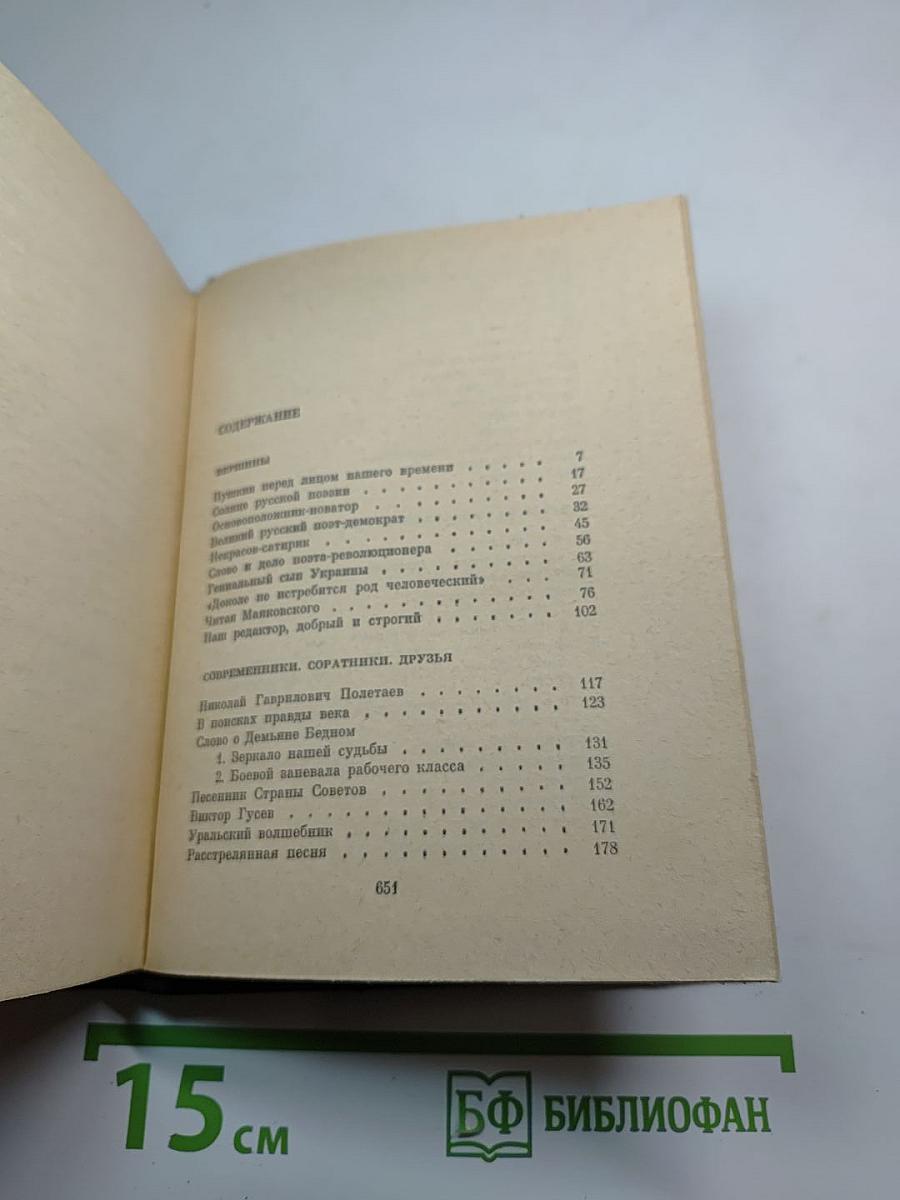 СОДЕРЖАНИЕ
ВЕРШИНЫ
Пушкин перед лицом нашего времени . . . . . 7
Солнце русской поэзии . . . . . . . . . . 17
Основоположник-новатор . . . . . . . . . 27
Великий русский поэт-демократ . . . . . . . 32
Некрасов-сатирик . . . . . . . . . . . 45
Слово и дело поэта-революционера . . . . . 56
Гениальный сын Украины . . . . . . . . . 63
«Доколе не истребится род человеческий» . . . 71
Читая Маяковского . . . . . . . . . . . 76
Наш редактор, добрый и строгий . . . . . . 102
СОВРЕМЕННИКИ. СОРАТНИКИ. ДРУЗЬЯ
Николай Гаврилович Полетаев . . . . . . . . 117
В поисках правды века . . . . . . . . . . 123
Слово о Демьяне Бедном
1. Зеркало нашей судьбы . . . . . . . . . 131
2. Боевой запевала рабочего класса . . . . . 135
Песенник Страны Советов . . . . . . . . . 152
Виктор Гусев . . . . . . . . . . . . . 162
Уральский волшебник . . . . . . . . . . . 171
Расстрелянная песня . . . . . . . . . . . 178
651
15 см
БФ БИБЛИОФАН